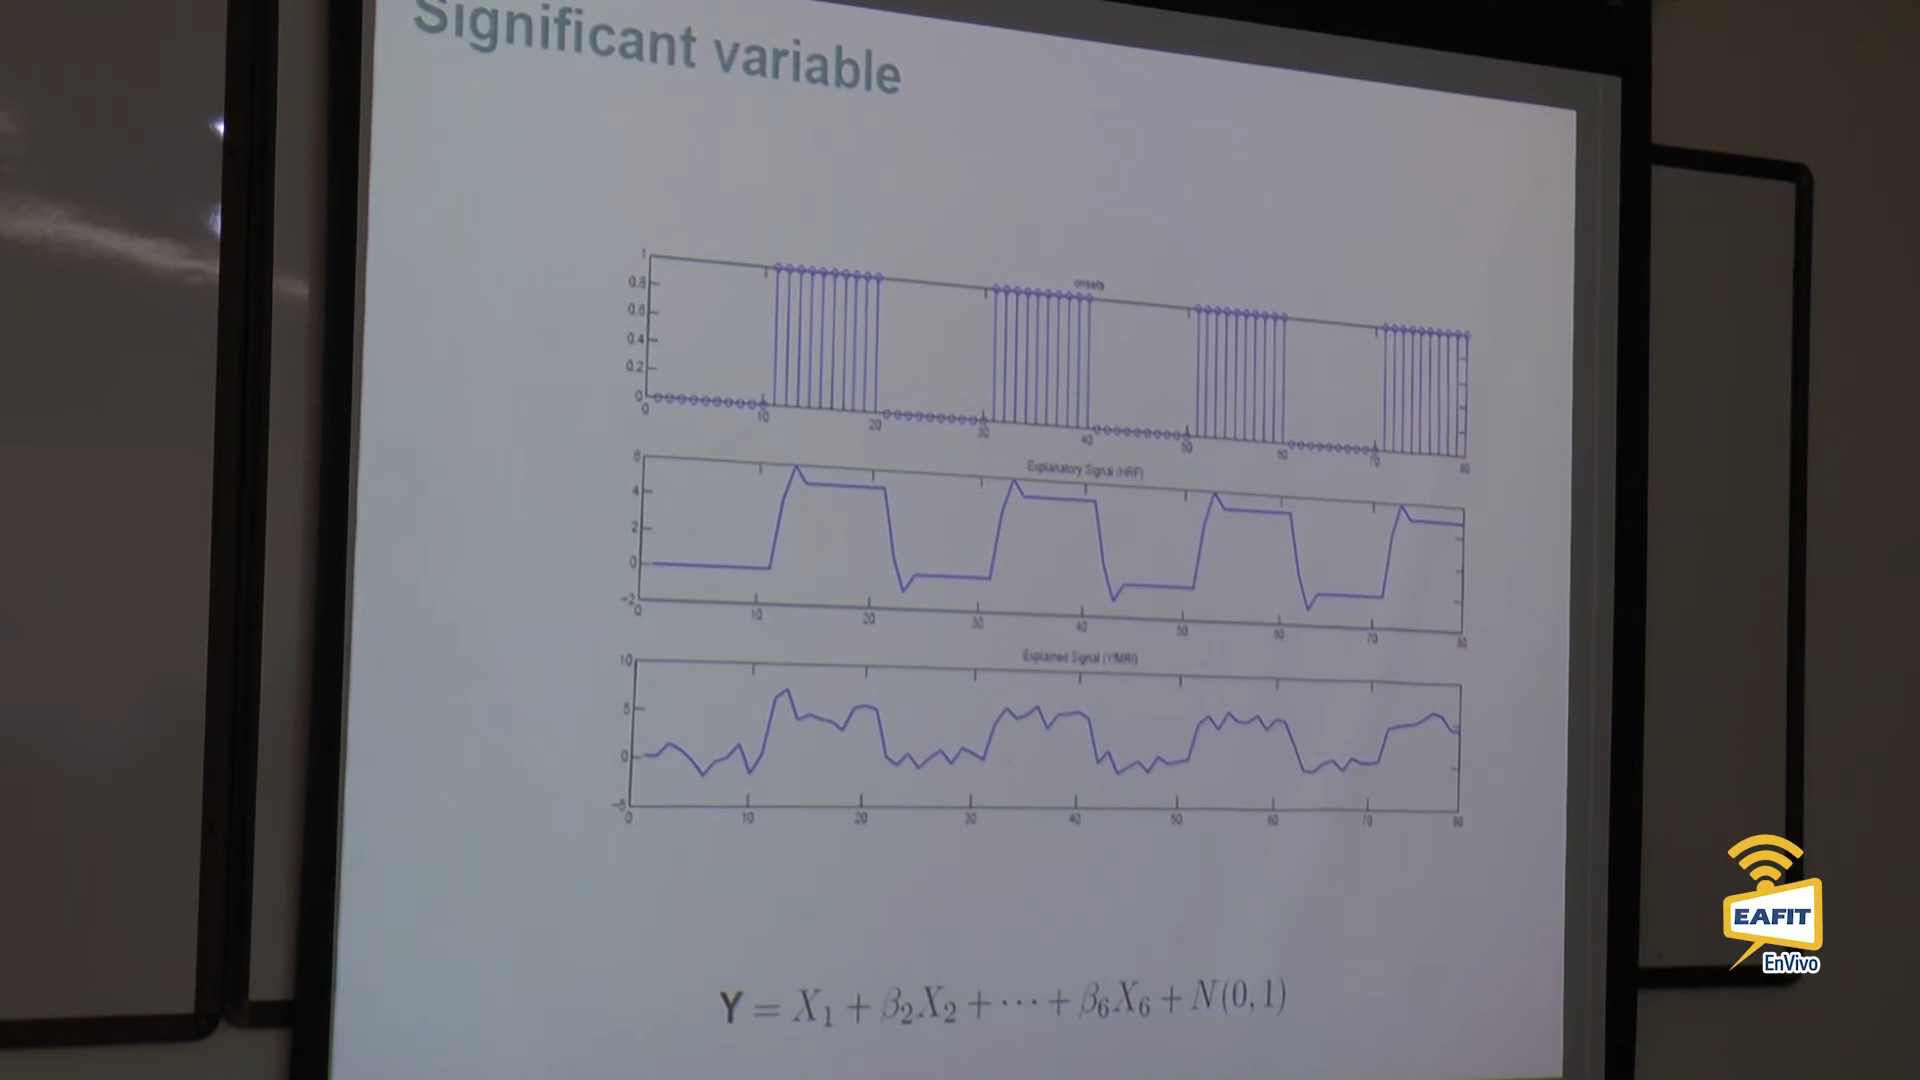 Significant variable
onsets
1
0.8
0.6
0.4
0.2
0
0 10 20 30 40 50 60 70 80
Explanatory Signal (HRF)
6
4
2
0
-2
0 10 20 30 40 50 60 70 80
Explained Signal (YfMRI)
10
5
0
-5
0 10 20 30 40 50 60 70 80
Y = X₁ + β₂X₂ + ⋯ + β₆X₆ + N(0, 1)
EAFIT
EnVivo